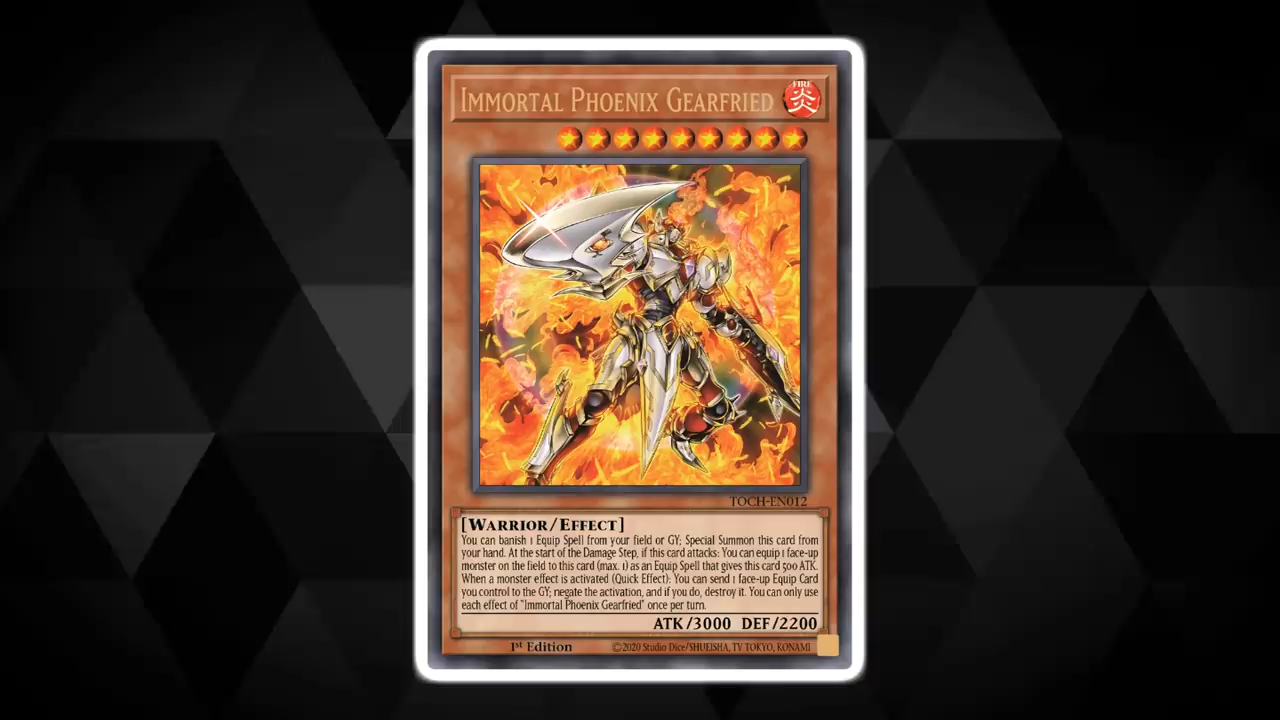 IMMORTAL PHOENIX GEARFRIED
FIRE
炎
TOCH-EN012
[WARRIOR/EFFECT]
You can banish 1 Equip Spell from your field or GY; Special Summon this card from
your hand. At the start of the Damage Step, if this card attacks: You can equip 1 face-up
monster on the field to this card (max. 1) as an Equip Spell that gives this card 500 ATK.
When a monster effect is activated (Quick Effect): You can send 1 face-up Equip Card
you control to the GY; negate the activation, and if you do, destroy it. You can only use
each effect of "Immortal Phoenix Gearfried" once per turn.
ATK/3000 DEF/2200
1st Edition ©2020 Studio Dice/SHUEISHA, TV TOKYO, KONAMI